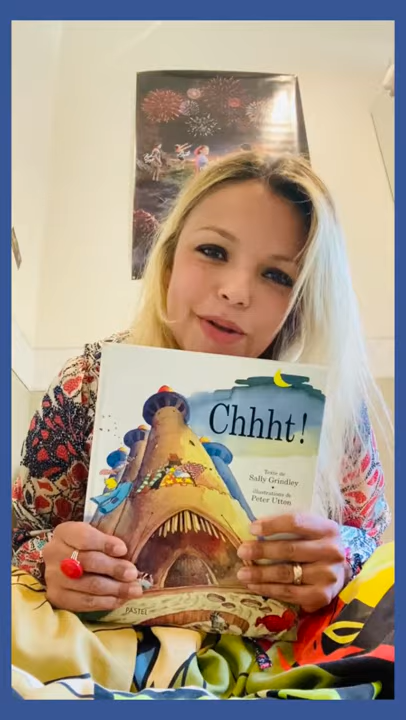 Chhht!
Texte de
Sally Grindley
•
illustrations de
Peter Utton
PASTEL